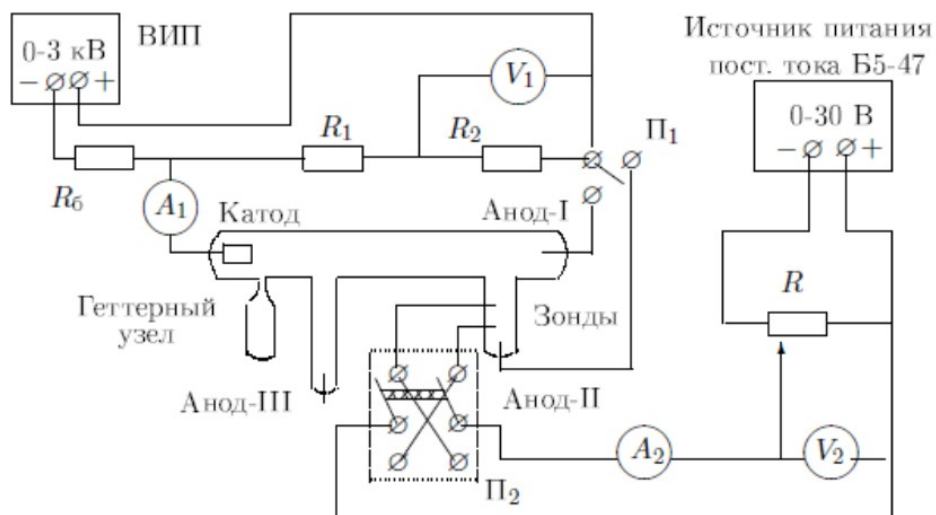 ВИП
0-3 кВ
− +
Источник питания
пост. тока Б5-47
0-30 В
− +
V1
R1
R2
П1
Rб
A1
Катод
Анод-I
R
Геттерный
узел
Зонды
Анод-III
Анод-II
A2
V2
П2